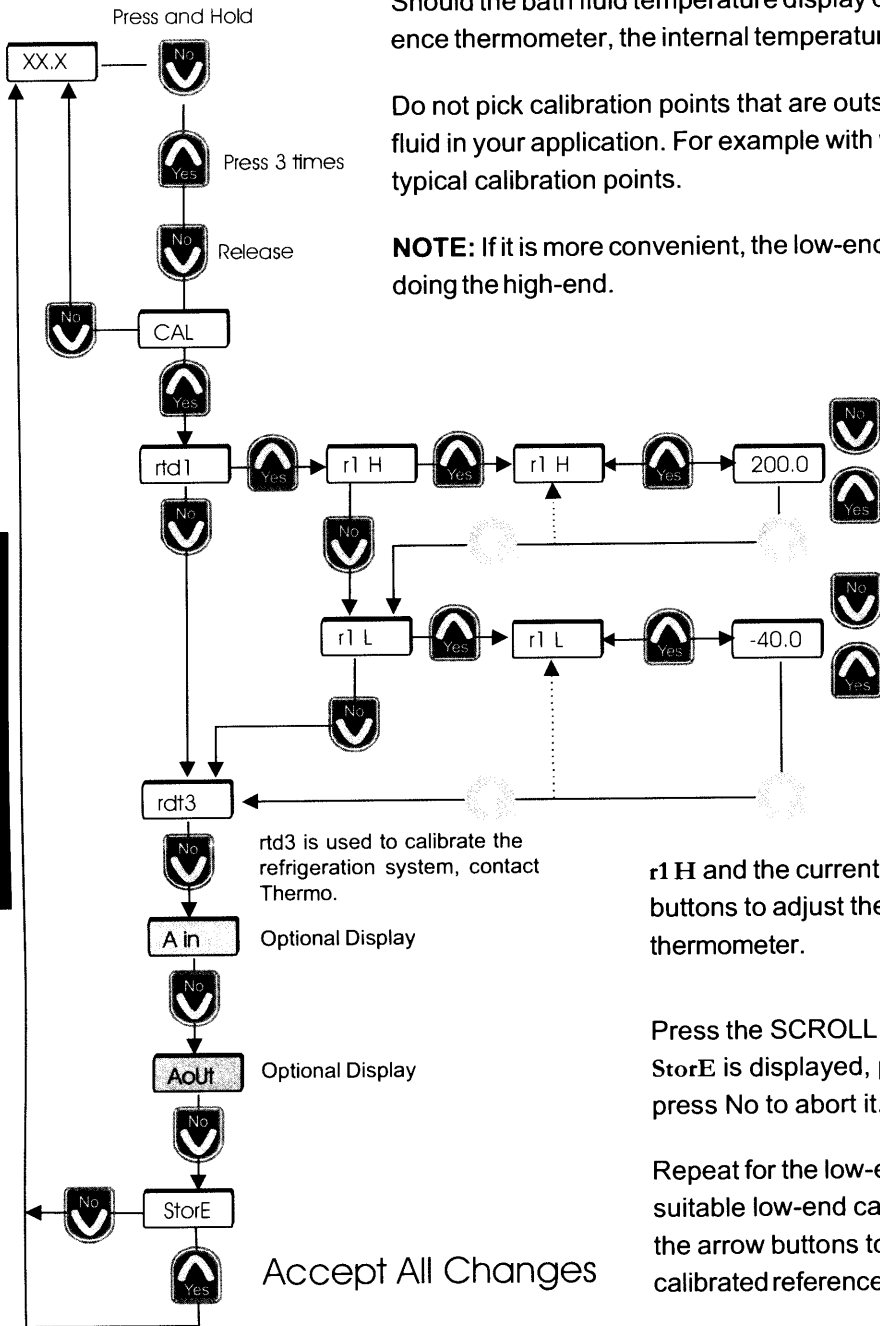 Press and Hold
Should the bath fluid temperature display
ence thermometer, the internal temperatur
XX.X
No
Do not pick calibration points that are outs
fluid in your application. For example with
typical calibration points.
Yes
Press 3 times
No
Release
NOTE: If it is more convenient, the low-end
doing the high-end.
No
CAL
Yes
rtd1
Yes
r1 H
Yes
r1 H
Yes
200.0
No
Yes
No
No
r1 L
Yes
r1 L
Yes
-40.0
No
Yes
No
rdt3
No
rtd3 is used to calibrate the
refrigeration system, contact
Thermo.
r1 H and the current
buttons to adjust the
thermometer.
A in
Optional Display
No
Press the SCROLL
StorE is displayed,
press No to abort it.
AoUt
Optional Display
No
Repeat for the low-e
suitable low-end ca
the arrow buttons to
calibrated reference
No
StorE
Yes
Accept All Changes